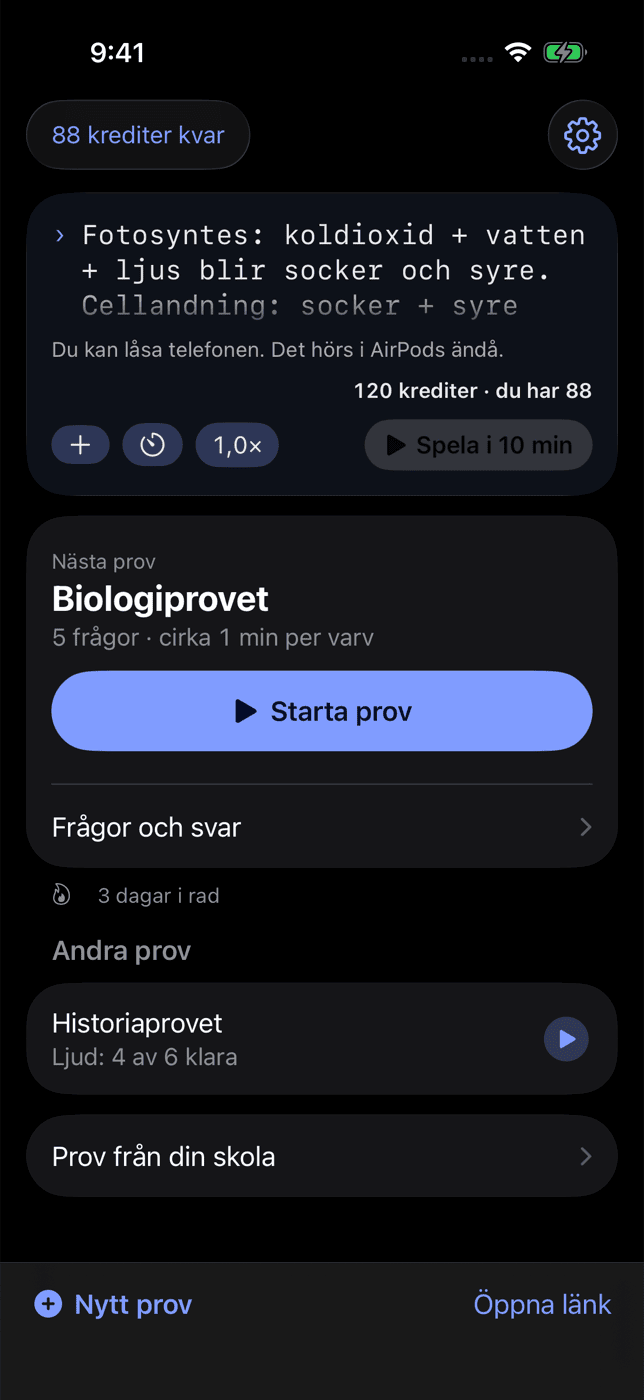 9:41
88 krediter kvar
› Fotosyntes: koldioxid + vatten
+ ljus blir socker och syre.
Cellandning: socker + syre
Du kan låsa telefonen. Det hörs i AirPods ändå.
120 krediter · du har 88
1,0×
Spela i 10 min
Nästa prov
Biologiprovet
5 frågor · cirka 1 min per varv
Starta prov
Frågor och svar
3 dagar i rad
Andra prov
Historiaprovet
Ljud: 4 av 6 klara
Prov från din skola
Nytt prov
Öppna länk